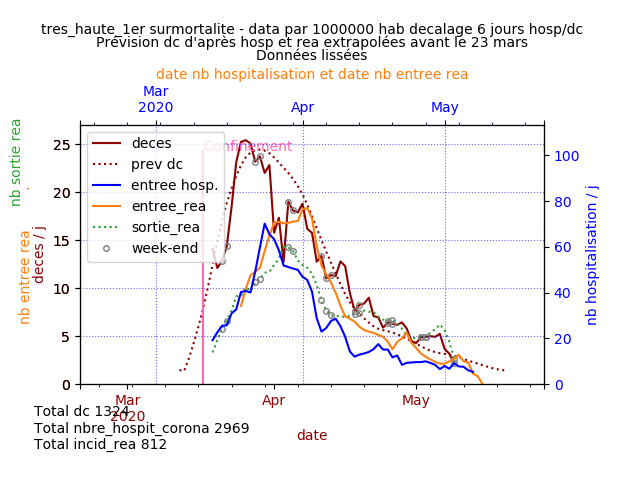 tres_haute_1er surmortalite - data par 1000000 hab decalage 6 jours hosp/dc
Prévision dc d'après hosp et rea extrapolées avant le 23 mars
Données lissées
date nb hospitalisation et date nb entree rea
Mar
2020
Apr
May
nb sortie rea
nb entree rea
deces / j
nb hospitalisation / j
Confinement
deces
prev dc
entree hosp.
entree_rea
sortie_rea
week-end
25
20
15
10
5
0
100
80
60
40
20
0
Mar
2020
Apr
May
date
Total dc 1324
Total nbre_hospit_corona 2969
Total incid_rea 812